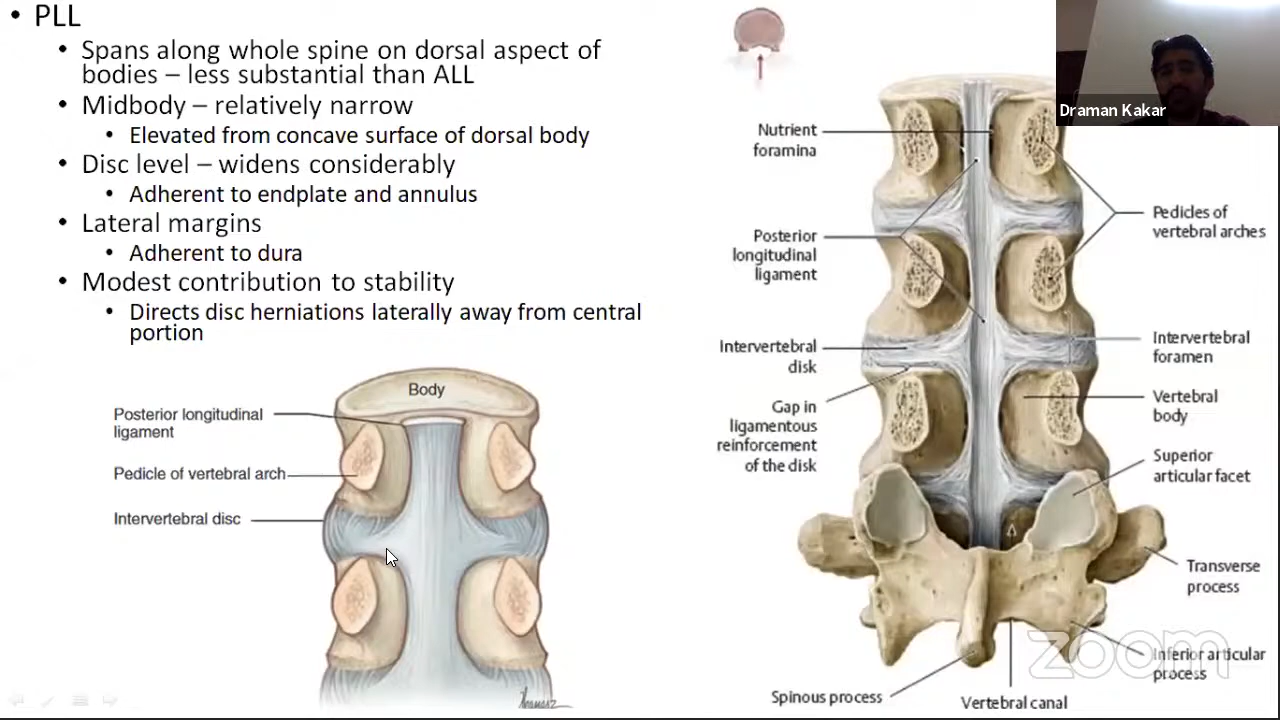 • PLL
• Spans along whole spine on dorsal aspect of
bodies – less substantial than ALL
• Midbody – relatively narrow
• Elevated from concave surface of dorsal body
• Disc level – widens considerably
• Adherent to endplate and annulus
• Lateral margins
• Adherent to dura
• Modest contribution to stability
• Directs disc herniations laterally away from central
portion
Body
Posterior longitudinal
ligament
Pedicle of vertebral arch
Intervertebral disc
Draman Kakar
Nutrient
foramina
Posterior
longitudinal
ligament
Intervertebral
disk
Gap in
ligamentous
reinforcement
of the disk
Spinous process
Pedicles of
vertebral arches
Intervertebral
foramen
Vertebral
body
Superior
articular facet
Transverse
process
Inferior articular
process
Vertebral canal
zoom